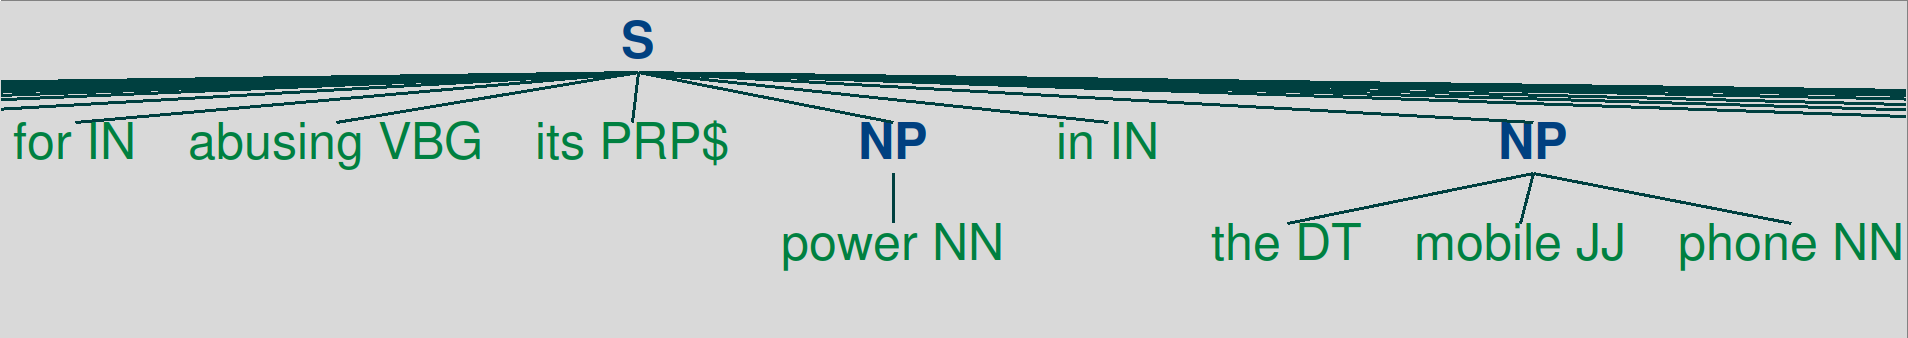 S
for IN abusing VBG its PRP$ NP in IN NP
power NN the DT mobile JJ phone NN